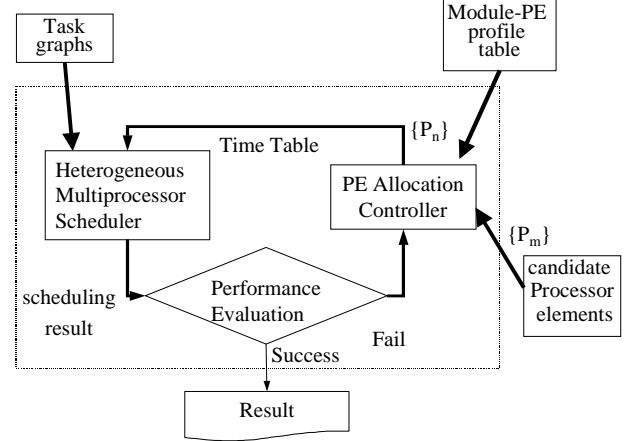 Task
graphs
Module-PE
profile
table
{Pn}
Time Table
Heterogeneous
Multiprocessor
Scheduler
PE Allocation
Controller
{Pm}
candidate
Processor
elements
scheduling
result
Performance
Evaluation
Fail
Success
Result